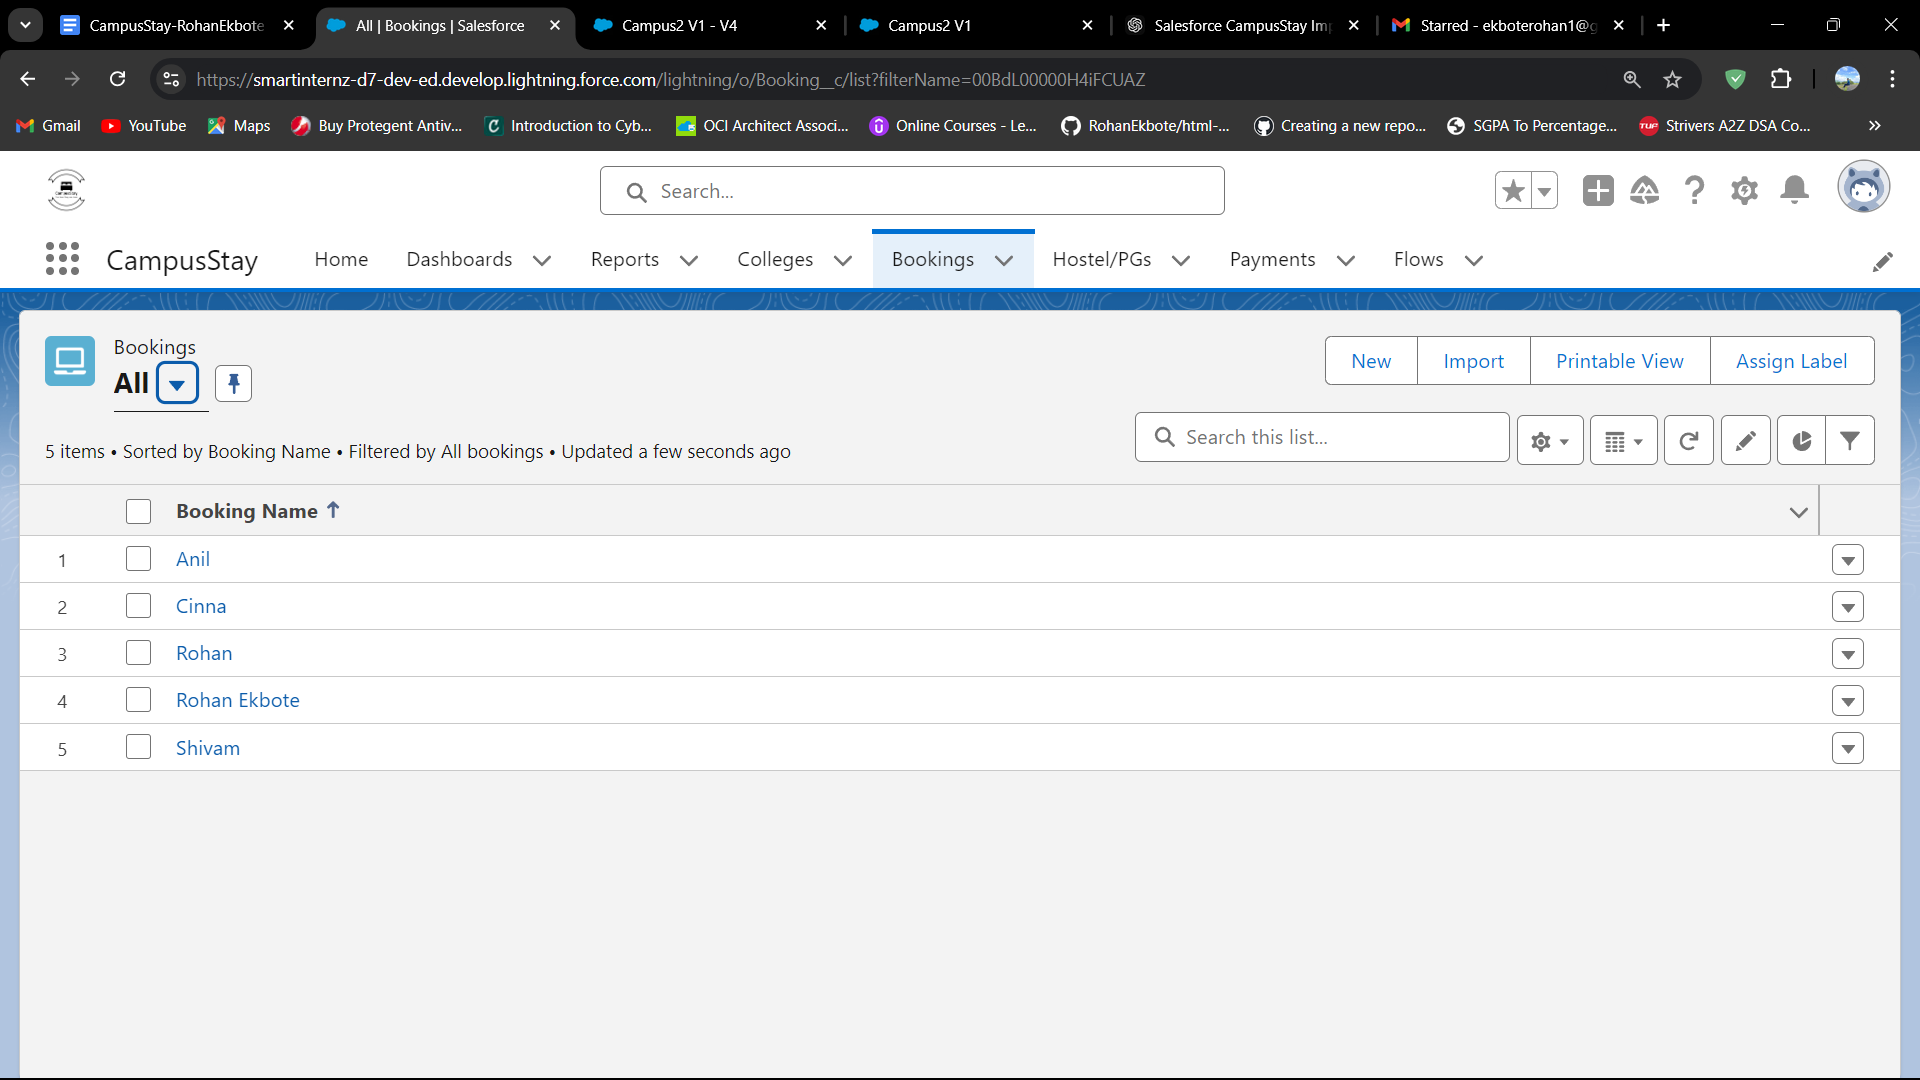 CampusStay-RohanEkbote
All | Bookings | Salesforce
Campus2 V1 - V4
Campus2 V1
Salesforce CampusStay Im
Starred - ekboterohan1@g
https://smartinternz-d7-dev-ed.develop.lightning.force.com/lightning/o/Booking__c/list?filterName=00BdL00000H4iFCUAZ
Gmail
YouTube
Maps
Buy Protegent Antiv...
Introduction to Cyb...
OCI Architect Associ...
Online Courses - Le...
RohanEkbote/html-...
Creating a new repo...
SGPA To Percentage...
Strivers A2Z DSA Co...
Search...
CampusStay
Home
Dashboards
Reports
Colleges
Bookings
Hostel/PGs
Payments
Flows
Bookings
All
New
Import
Printable View
Assign Label
5 items • Sorted by Booking Name • Filtered by All bookings • Updated a few seconds ago
Search this list...
Booking Name
1 Anil
2 Cinna
3 Rohan
4 Rohan Ekbote
5 Shivam